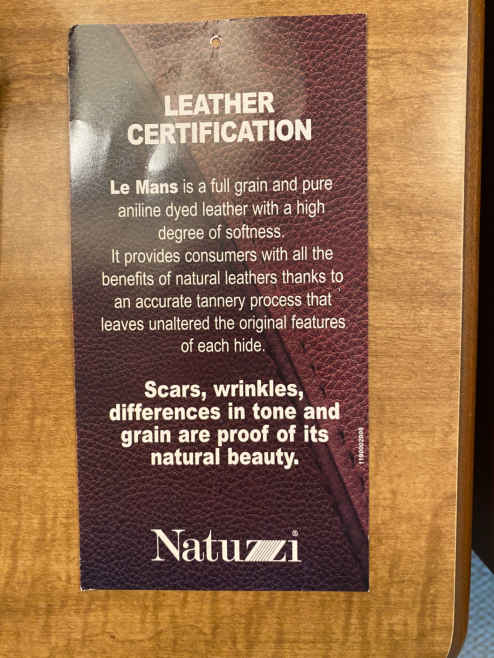 LEATHER
CERTIFICATION
Le Mans is a full grain and pure
aniline dyed leather with a high
degree of softness.
It provides consumers with all the
benefits of natural leathers thanks to
an accurate tannery process that
leaves unaltered the original features
of each hide.
Scars, wrinkles,
differences in tone and
grain are proof of its
natural beauty.
Natuzzi®